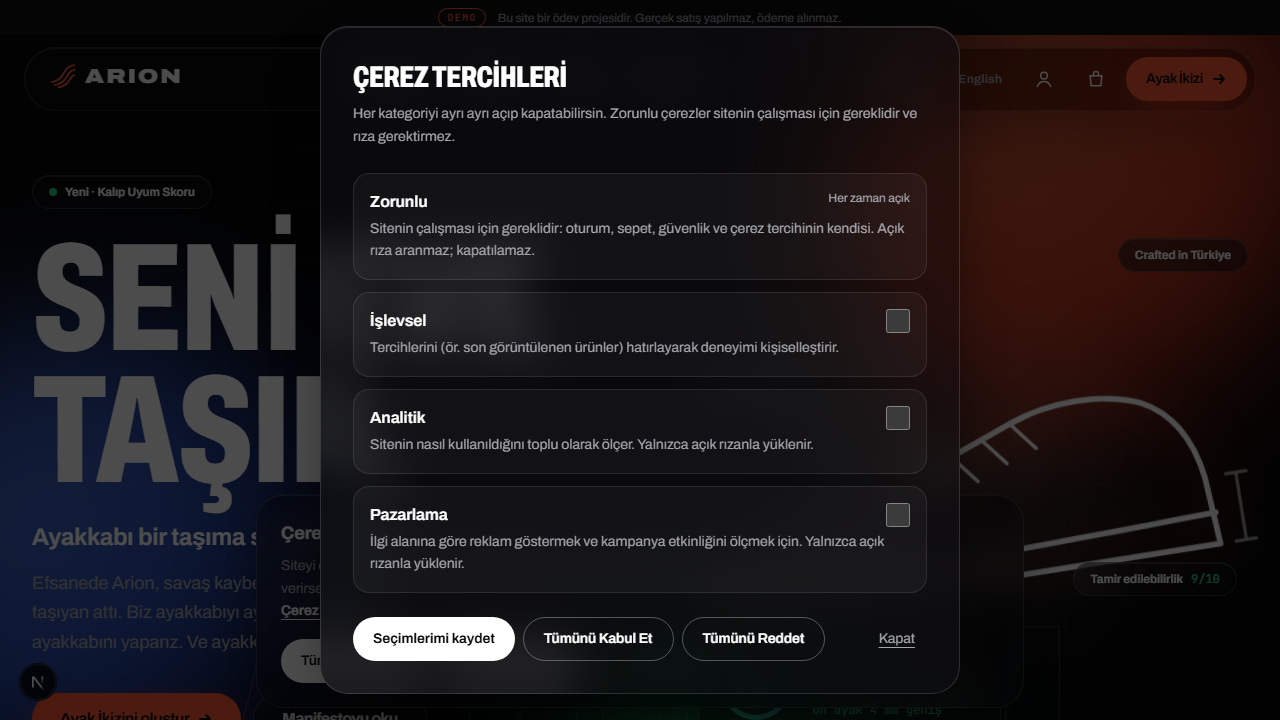 DEMO Bu site bir ödev projesidir. Gerçek satış yapılmaz, ödeme alınmaz.
ARION
English
Ayak İkizi →
Yeni - Kalıp Uyum Skoru
SENİ
Crafted in Türkiye
Ayakkabı bir taşıma
Efsanede Arion, savaş
taşıyan attı. Biz ayakkabıyı
ayakkabını yaparız. Ve
Tamir edilebilirlik 9/10
Ayak İkizini oluştur →
Manifestoyu oku
ÇEREZ TERCİHLERİ
Her kategoriyi ayrı ayrı açıp kapatabilirsin. Zorunlu çerezler sitenin çalışması için gereklidir ve
rıza gerektirmez.
Zorunlu
Her zaman açık
Sitenin çalışması için gereklidir: oturum, sepet, güvenlik ve çerez tercihinin kendisi. Açık
rıza aranmaz; kapatılamaz.
İşlevsel
Tercihlerini (ör. son görüntülenen ürünler) hatırlayarak deneyimi kişiselleştirir.
Analitik
Sitenin nasıl kullanıldığını toplu olarak ölçer. Yalnızca açık rızanla yüklenir.
Pazarlama
İlgi alanına göre reklam göstermek ve kampanya etkinliğini ölçmek için. Yalnızca açık
rızanla yüklenir.
Seçimlerimi kaydet
Tümünü Kabul Et
Tümünü Reddet
Kapat